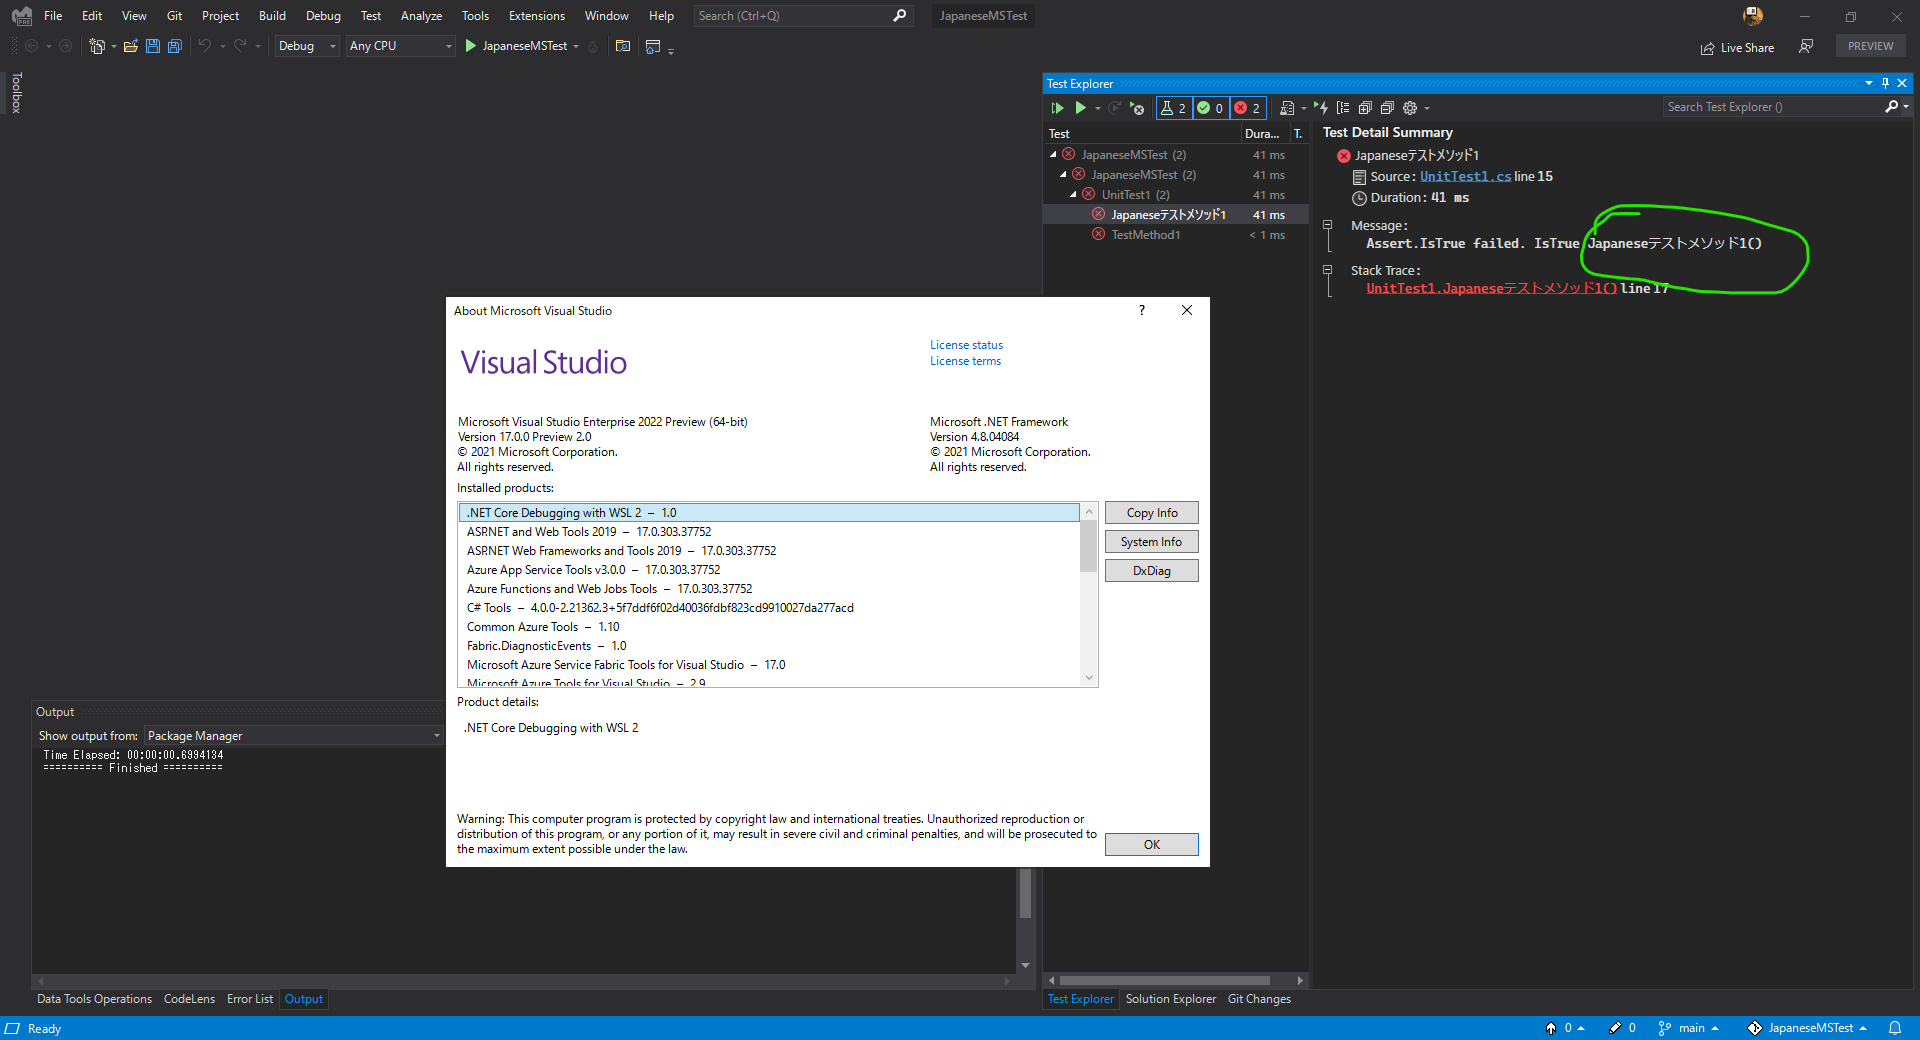 File Edit View Git Project Build Debug Test Analyze Tools Extensions Window Help Search (Ctrl+Q) JapaneseMSTest
Debug Any CPU JapaneseMSTest Live Share PREVIEW
Toolbox
Test Explorer
2 0 2 Search Test Explorer ()
Test Dura... T..
JapaneseMSTest (2) 41 ms
JapaneseMSTest (2) 41 ms
UnitTest1 (2) 41 ms
Japaneseテストメソッド1 41 ms
TestMethod1 < 1 ms
Test Detail Summary
Japaneseテストメソッド1
Source: UnitTest1.cs line 15
Duration: 41 ms
Message:
Assert.IsTrue failed. IsTrue Japaneseテストメソッド1()
Stack Trace:
UnitTest1.Japaneseテストメソッド1() line 17
About Microsoft Visual Studio ?
Visual Studio
License status
License terms
Microsoft Visual Studio Enterprise 2022 Preview (64-bit)
Version 17.0.0 Preview 2.0
© 2021 Microsoft Corporation.
All rights reserved.
Microsoft .NET Framework
Version 4.8.04084
© 2021 Microsoft Corporation.
All rights reserved.
Installed products:
.NET Core Debugging with WSL 2 – 1.0
ASP.NET and Web Tools 2019 – 17.0.303.37752
ASP.NET Web Frameworks and Tools 2019 – 17.0.303.37752
Azure App Service Tools v3.0.0 – 17.0.303.37752
Azure Functions and Web Jobs Tools – 17.0.303.37752
C# Tools – 4.0.0-2.21362.3+5f7ddf6f02d40036fdbf823cd9910027da277acd
Common Azure Tools – 1.10
Fabric.DiagnosticEvents – 1.0
Microsoft Azure Service Fabric Tools for Visual Studio – 17.0
Microsoft Azure Tools for Visual Studio – 2.9
Copy Info
System Info
DxDiag
Product details:
.NET Core Debugging with WSL 2
Warning: This computer program is protected by copyright law and international treaties. Unauthorized reproduction or
distribution of this program, or any portion of it, may result in severe civil and criminal penalties, and will be prosecuted to
the maximum extent possible under the law.
OK
Output
Show output from: Package Manager
Time Elapsed: 00:00:00.6994134
========== Finished ==========
Data Tools Operations CodeLens Error List Output
Test Explorer Solution Explorer Git Changes
Ready 0 0 main JapaneseMSTest